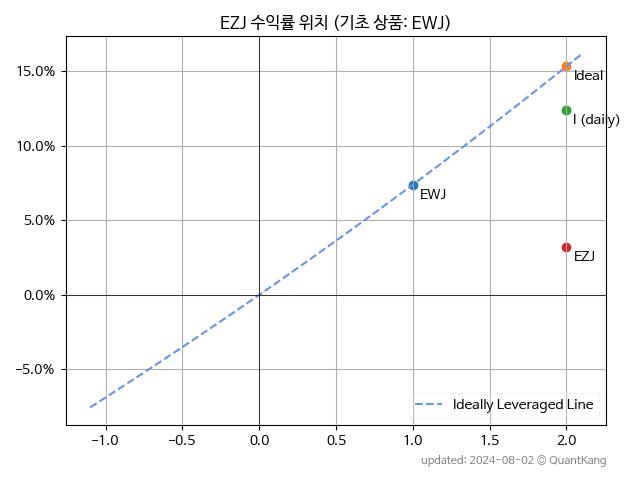 EZJ 수익률 위치 (기초 상품: EWJ)
15.0%
10.0%
5.0%
0.0%
−5.0%
Ideal
I (daily)
EWJ
EZJ
Ideally Leveraged Line
−1.0 −0.5 0.0 0.5 1.0 1.5 2.0
updated: 2024-08-02 © QuantKang